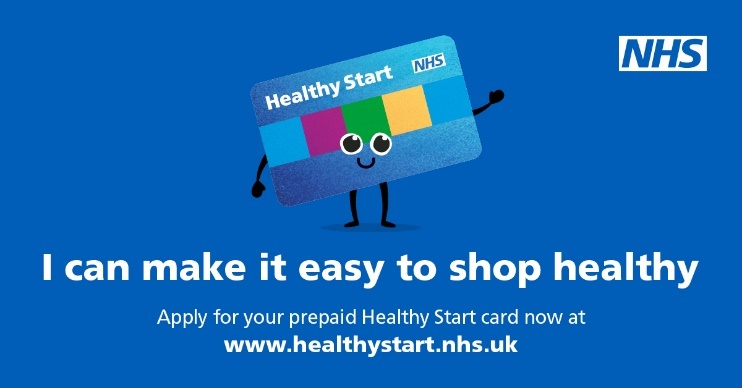 NHS
Healthy Start
NHS
I can make it easy to shop healthy
Apply for your prepaid Healthy Start card now at
www.healthystart.nhs.uk